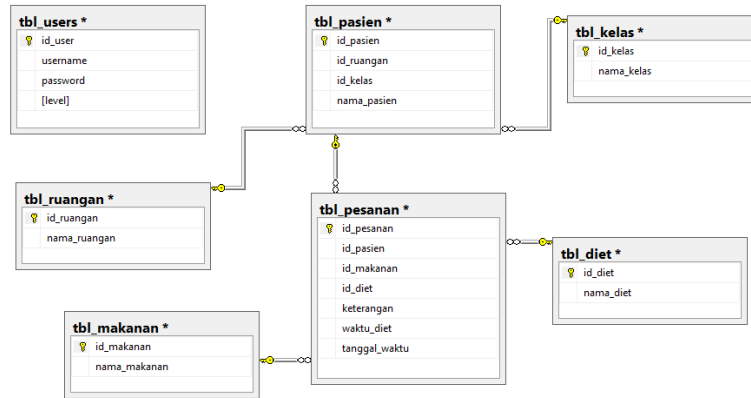 tbl_users *
id_user
username
password
[level]
tbl_pasien *
id_pasien
id_ruangan
id_kelas
nama_pasien
tbl_kelas *
id_kelas
nama_kelas
tbl_ruangan *
id_ruangan
nama_ruangan
tbl_pesanan *
id_pesanan
id_pasien
id_makanan
id_diet
keterangan
waktu_diet
tanggal_waktu
tbl_diet *
id_diet
nama_diet
tbl_makanan *
id_makanan
nama_makanan